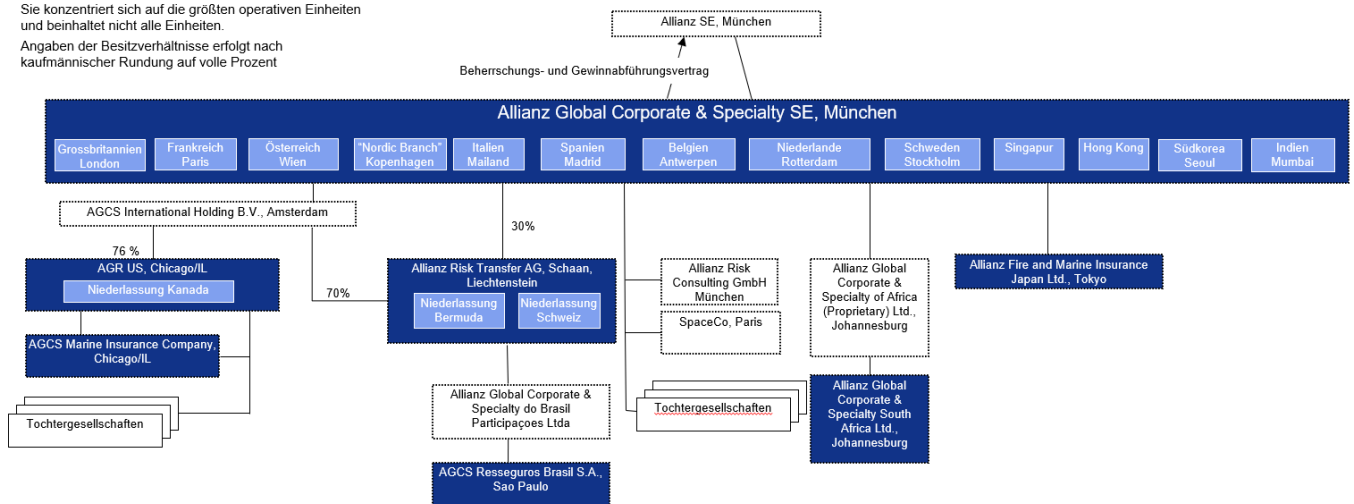 Sie konzentriert sich auf die größten operativen Einheiten
und beinhaltet nicht alle Einheiten.
Angaben der Besitzverhältnisse erfolgt nach
kaufmännischer Rundung auf volle Prozent
Allianz SE, München
Beherrschungs- und Gewinnabführungsvertrag
Allianz Global Corporate & Specialty SE, München
Grossbritannien
London
Frankreich
Paris
Österreich
Wien
"Nordic Branch"
Kopenhagen
Italien
Mailand
Spanien
Madrid
Belgien
Antwerpen
Niederlande
Rotterdam
Schweden
Stockholm
Singapur
Hong Kong
Südkorea
Seoul
Indien
Mumbai
AGCS International Holding B.V., Amsterdam
76 %
30%
70%
AGR US, Chicago/IL
Niederlassung Kanada
AGCS Marine Insurance Company,
Chicago/IL
Tochtergesellschaften
Allianz Risk Transfer AG, Schaan,
Liechtenstein
Niederlassung
Bermuda
Niederlassung
Schweiz
Allianz Global Corporate &
Specialty do Brasil
Participaçoes Ltda
AGCS Resseguros Brasil S.A.,
Sao Paulo
Allianz Risk
Consulting GmbH
München
SpaceCo, Paris
Tochtergesellschaften
Allianz Global
Corporate &
Specialty of Africa
(Proprietary) Ltd.,
Johannesburg
Allianz Global
Corporate &
Specialty South
Africa Ltd.,
Johannesburg
Allianz Fire and Marine Insurance
Japan Ltd., Tokyo